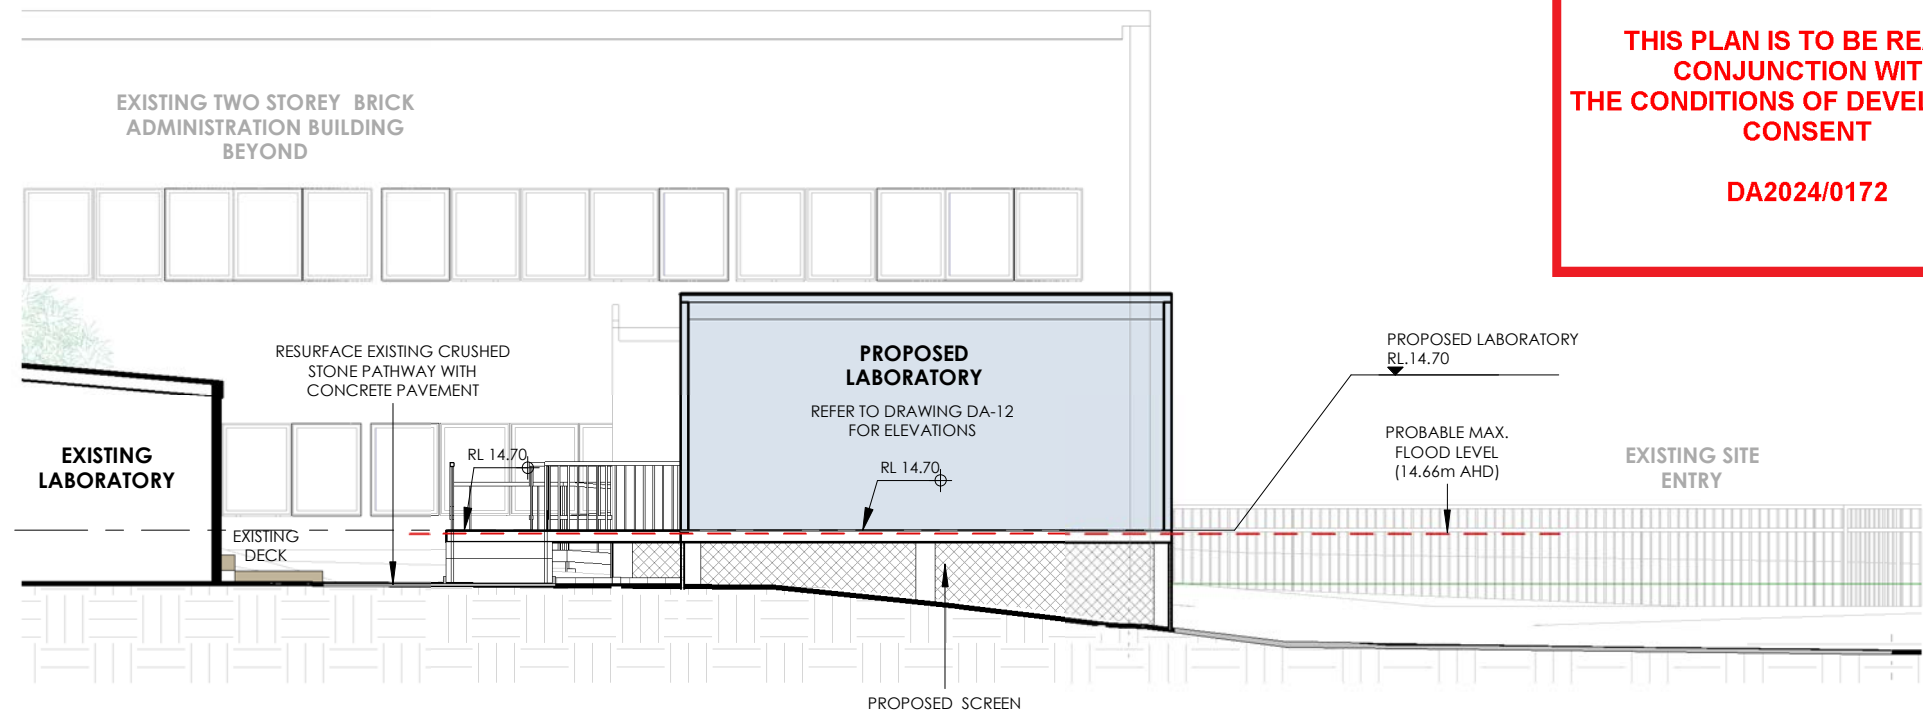 THIS PLAN IS TO BE
CONJUNCTION
THE CONDITIONS OF
CONSENT
DA2024/0172
EXISTING TWO STOREY BRICK
ADMINISTRATION BUILDING
BEYOND
RESURFACE EXISTING CRUSHED
STONE PATHWAY WITH
CONCRETE PAVEMENT
PROPOSED
LABORATORY
REFER TO DRAWING DA-12
FOR ELEVATIONS
PROPOSED LABORATORY
RL.14.70
PROBABLE MAX.
FLOOD LEVEL
(14.66m AHD)
EXISTING SITE
ENTRY
EXISTING
LABORATORY
RL 14.70
RL 14.70
EXISTING
DECK
PROPOSED SCREEN